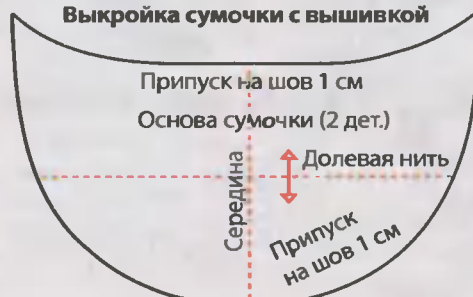 Выкройка сумочки с вышивкой
Припуск на шов 1 см
Основа сумочки (2 дет.)
Долевая нить
Середина
Припуск
на шов 1 см